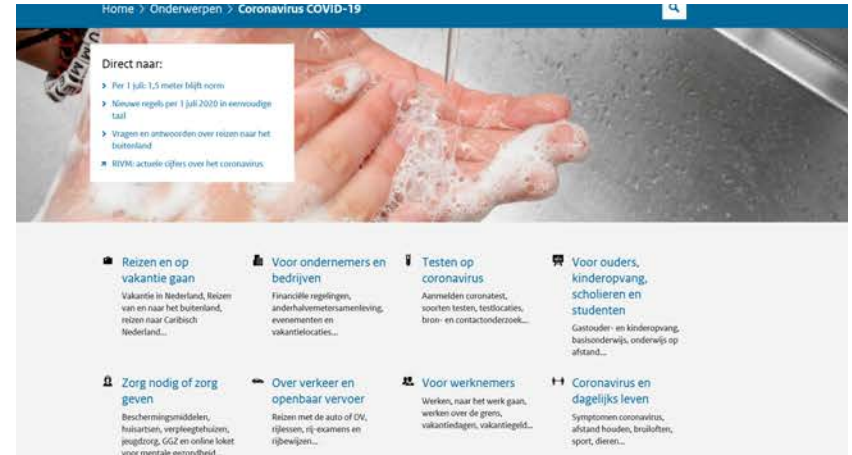 Home > Onderwerpen > Coronavirus COVID-19
Direct naar:
Per 1 juli: 1,5 meter blijft norm
Nieuwe regels per 1 juli 2020 in eenvoudige
taal
Vragen en antwoorden over reizen naar het
buitenland
RIVM: actuele cijfers over het coronavirus
Reizen en op
vakantie gaan
Vakantie in Nederland, Reizen
van en naar het buitenland,
reizen naar Caribisch
Nederland...
Voor ondernemers en
bedrijven
Financiële regelingen,
anderhalvemetersamenleving,
evenementen en
vakantielocaties...
Testen op
coronavirus
Aanmelden coronatest,
soorten testen, testlocaties,
bron- en contactonderzoek...
Voor ouders,
kinderopvang,
scholieren en
studenten
Gastouder- en kinderopvang,
basisonderwijs, onderwijs op
afstand...
Zorg nodig of zorg
geven
Beschermingsmiddelen,
huisartsen, verpleegtehuizen,
jeugdzorg, GGZ en online loket
voor mentale gezondheid...
Over verkeer en
openbaar vervoer
Reizen met de auto of OV,
rijlessen, rij-examens en
rijbewijzen...
Voor werknemers
Werken, naar het werk gaan,
werken over de grens,
vakantiedagen, vakantiegeld...
Coronavirus en
dagelijks leven
Symptomen coronavirus,
afstand houden, bruiloften,
sport, dieren...